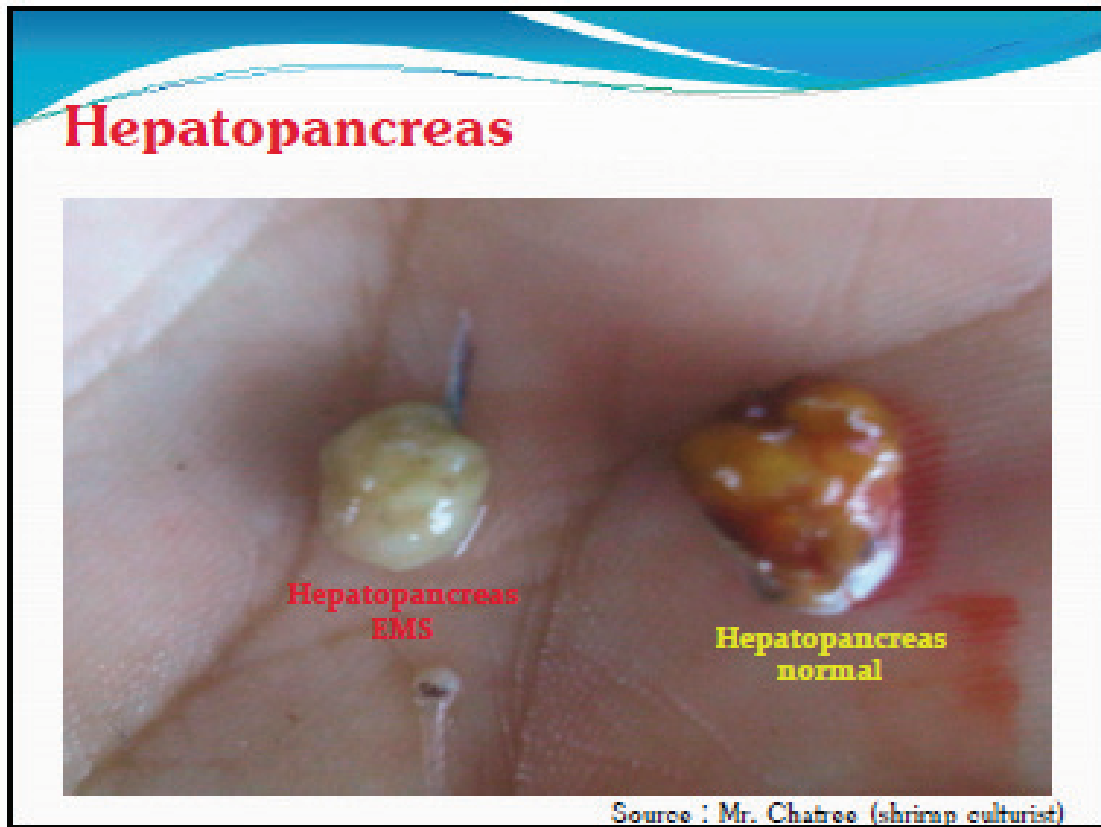 Hepatopancreas
Hepatopancreas
EMS
Hepatopancreas
normal
Source : Mr. Chatree (shrimp culturist)